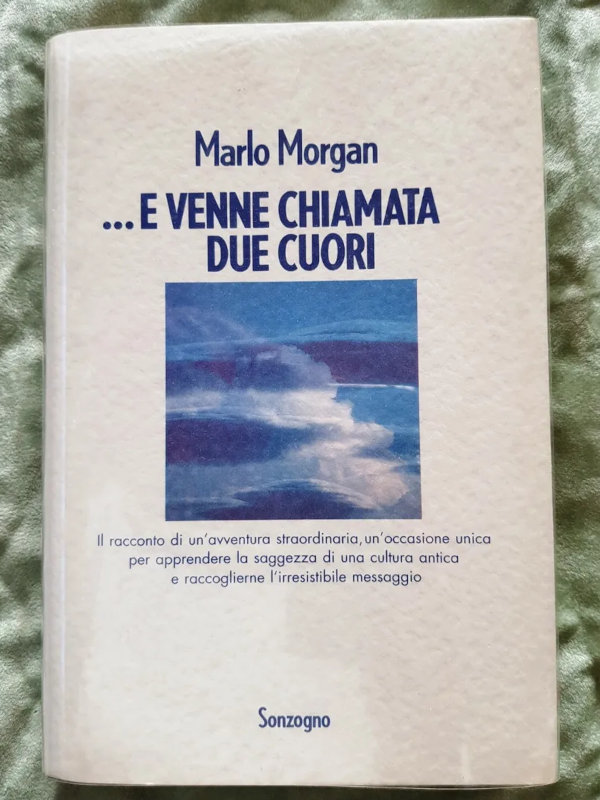 Marlo Morgan
...E VENNE CHIAMATA
DUE CUORI
Il racconto di un'avventura straordinaria, un'occasione unica
per apprendere la saggezza di una cultura antica
e raccoglierne l'irresistibile messaggio
Sonzogno